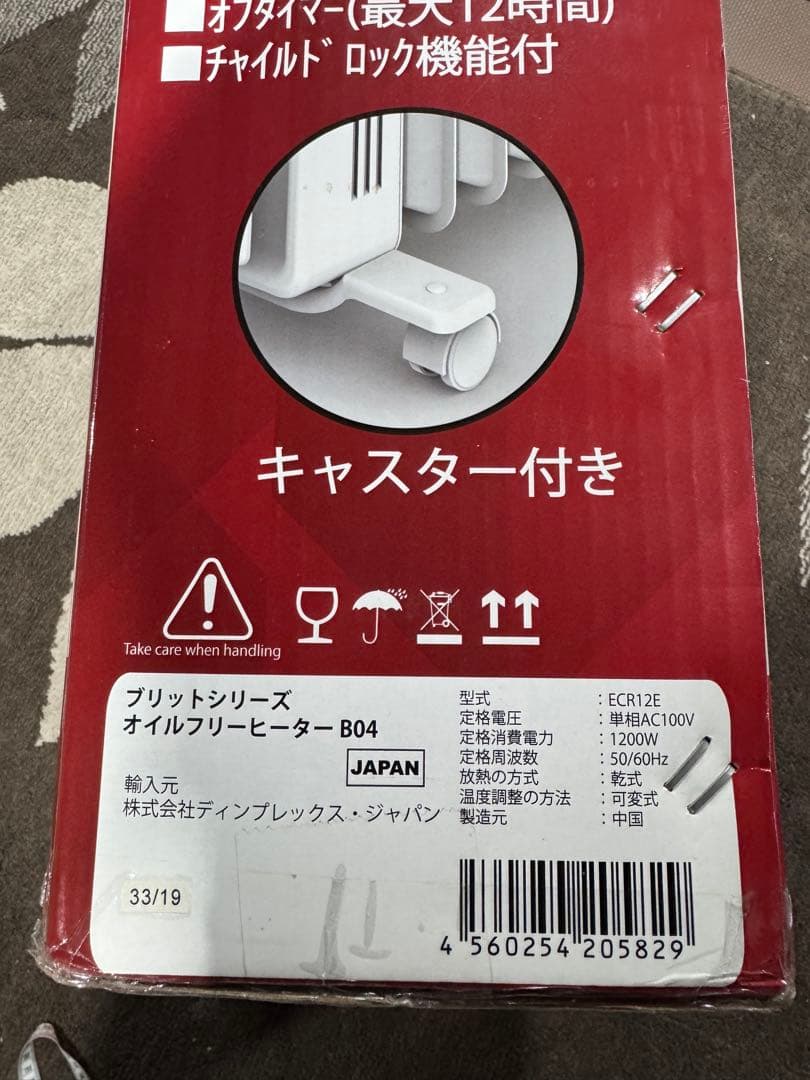 ■オフタイマー(最大12時間)
■チャイルドロック機能付
キャスター付き
Take care when handling
ブリットシリーズ
オイルフリーヒーター B04
JAPAN
輸入元
株式会社ディンプレックス・ジャパン
33/19
型式 : ECR12E
定格電圧 : 単相AC100V
定格消費電力 : 1200W
定格周波数 : 50/60Hz
放熱の方式 : 乾式
温度調整の方法 : 可変式
製造元 : 中国
4 560254 205829